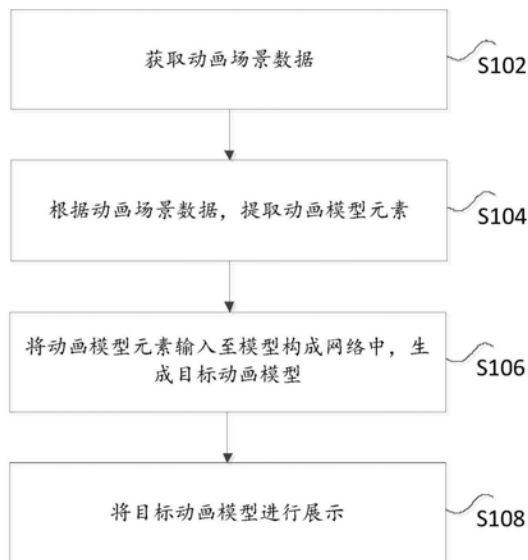 获取动画场景数据
S102
根据动画场景数据，提取动画模型元素
S104
将动画模型元素输入至模型构成网络中，生
成目标动画模型
S106
将目标动画模型进行展示
S108